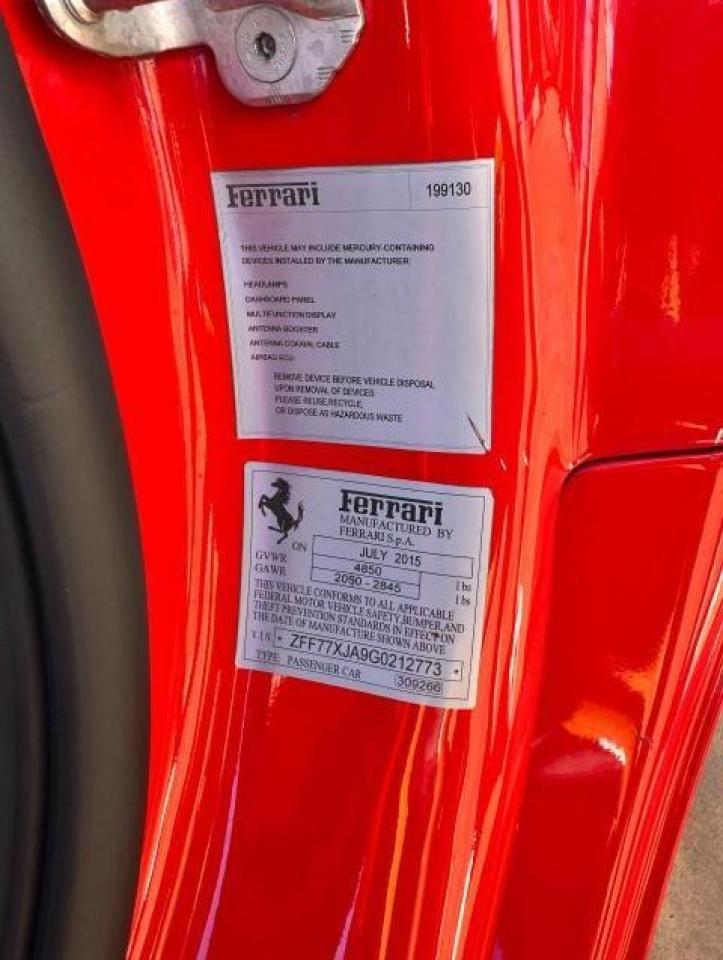 Ferrari 199130
THIS VEHICLE MAY INCLUDE MERCURY-CONTAINING
DEVICES INSTALLED BY THE MANUFACTURER:
HEADLAMPS
DASHBOARD PANEL
MULTIFUNCTION DISPLAY
ANTENNA BOOSTER
ANTENNA COAXIAL CABLE
AIRBAG ECU
REMOVE DEVICE BEFORE VEHICLE DISPOSAL
UPON REMOVAL OF DEVICES
PLEASE REUSE,RECYCLE,
OR DISPOSE AS HAZARDOUS WASTE
Ferrari
MANUFACTURED BY
FERRARI S.p.A.
ON JULY 2015
GVWR 4850 lbs
GAWR 2090 - 2845 lbs
THIS VEHICLE CONFORMS TO ALL APPLICABLE
FEDERAL MOTOR VEHICLE SAFETY,BUMPER,AND
THEFT PREVENTION STANDARDS IN EFFECT ON
THE DATE OF MANUFACTURE SHOWN ABOVE
V.I.N * ZFF77XJA9G0212773 *
TYPE PASSENGER CAR 309266